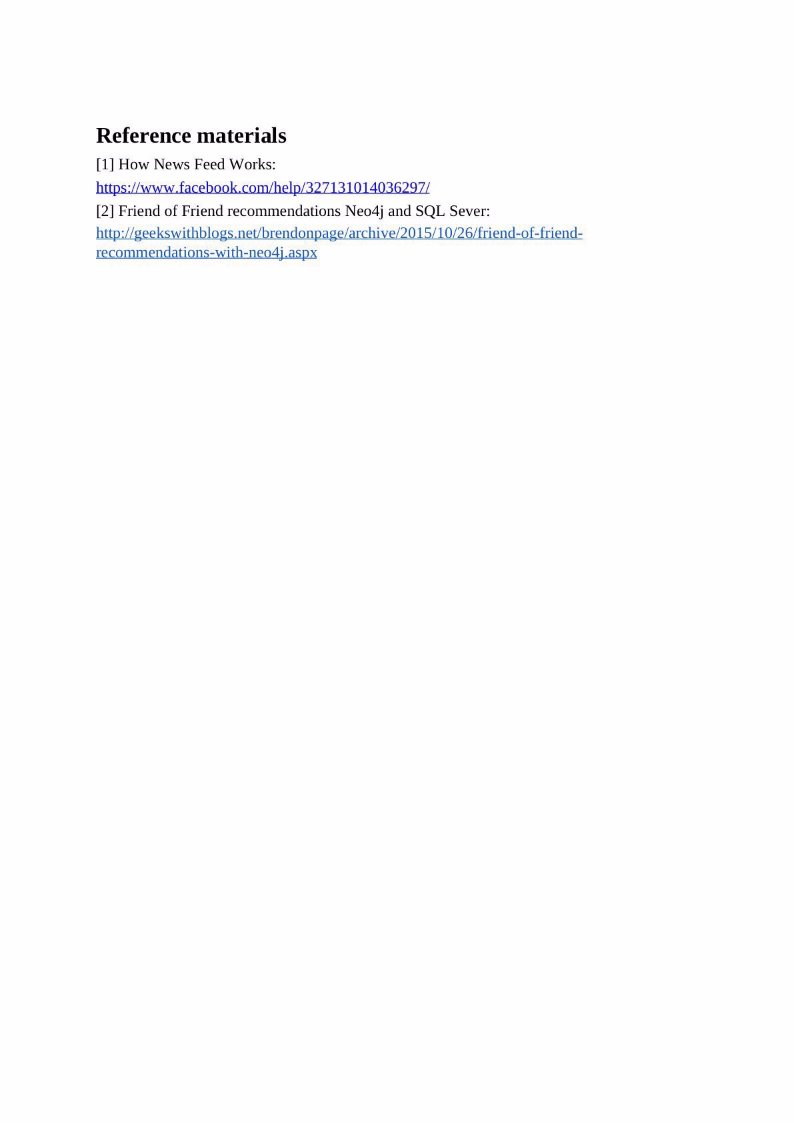 Reference materials
[1] How News Feed Works:
https://www.facebook.com/help/327131014036297/
[2] Friend of Friend recommendations Neo4j and SQL Sever:
http://geekswithblogs.net/brendonpage/archive/2015/10/26/friend-of-friend-
recommendations-with-neo4j.aspx